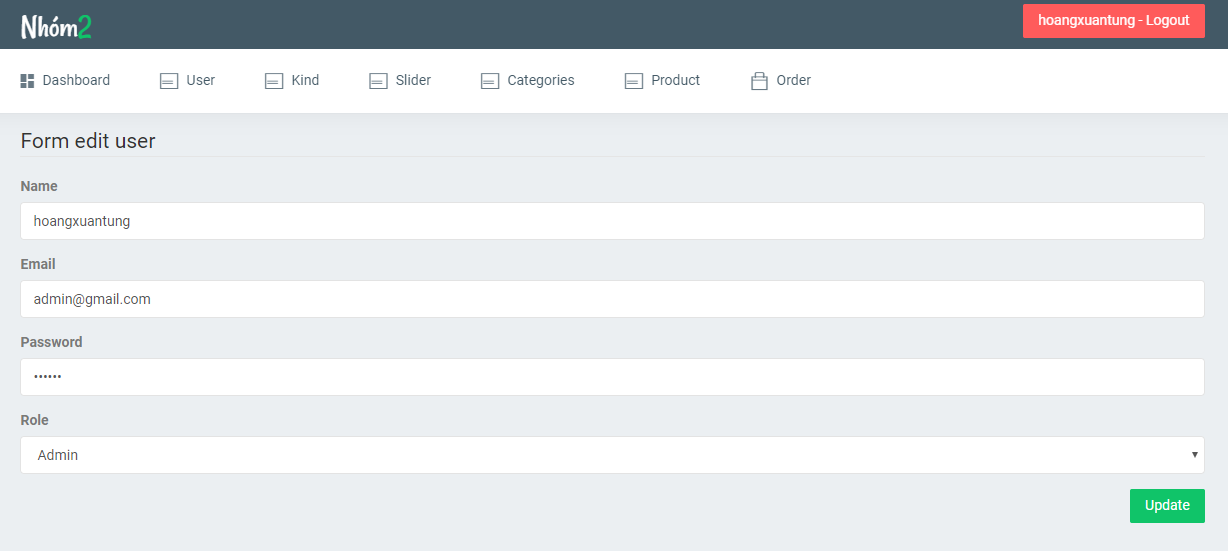 Nhóm2
hoangxuantung - Logout
Dashboard User Kind Slider Categories Product Order
Form edit user
Name
hoangxuantung
Email
admin@gmail.com
Password
••••••
Role
Admin
Update